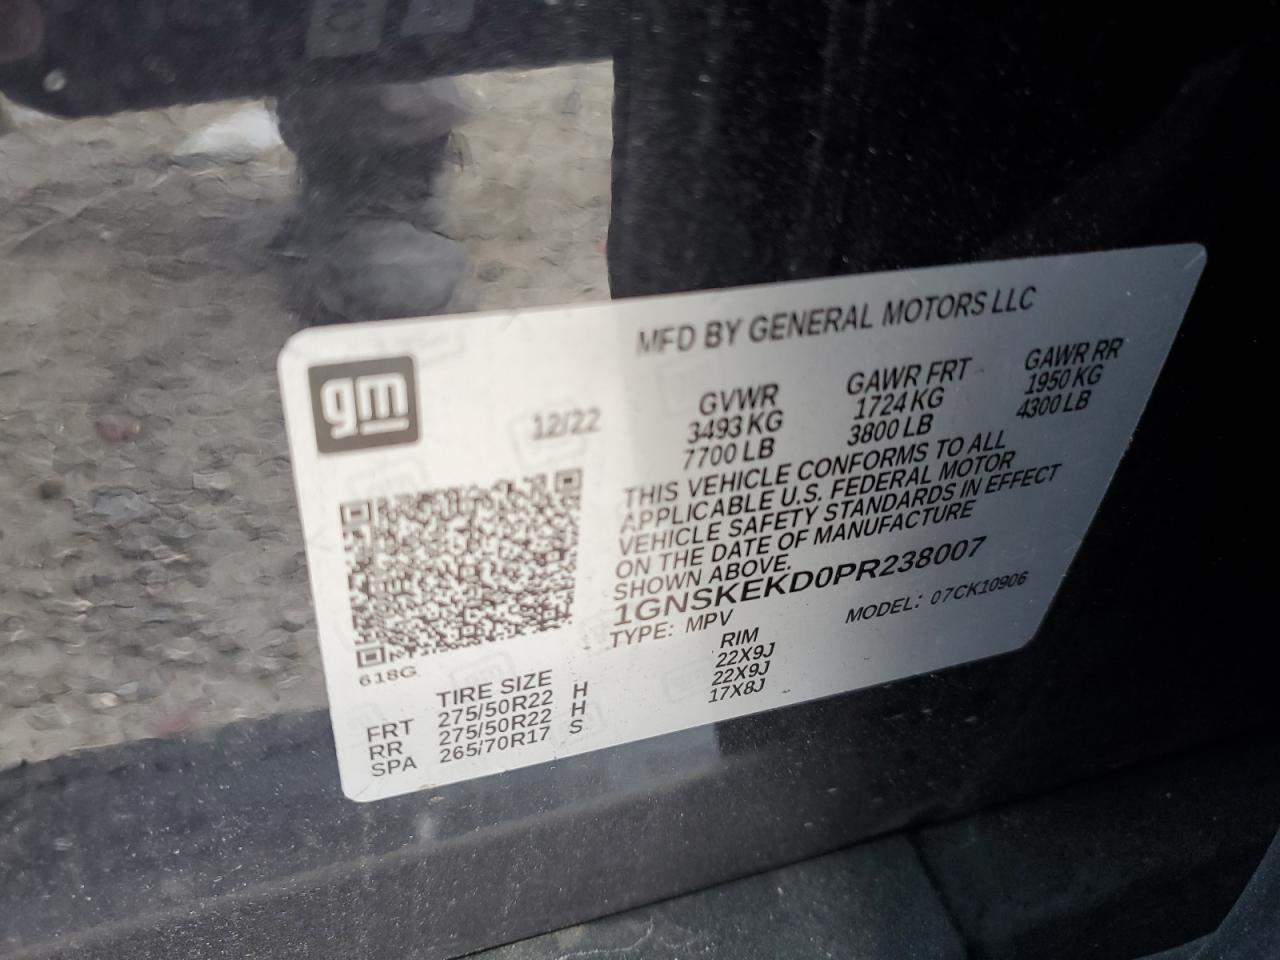 gm
12/22
MFD BY GENERAL MOTORS LLC
GVWR GAWR FRT GAWR RR
3493 KG 1724 KG 1950 KG
7700 LB 3800 LB 4300 LB
THIS VEHICLE CONFORMS TO ALL
APPLICABLE U.S. FEDERAL MOTOR
VEHICLE SAFETY STANDARDS IN EFFECT
ON THE DATE OF MANUFACTURE
SHOWN ABOVE.
1GNSKEKD0PR238007
TYPE: MPV MODEL: 07CK10906
618G
TIRE SIZE RIM
FRT 275/50R22 H 22X9J
RR 275/50R22 H 22X9J
SPA 265/70R17 S 17X8J